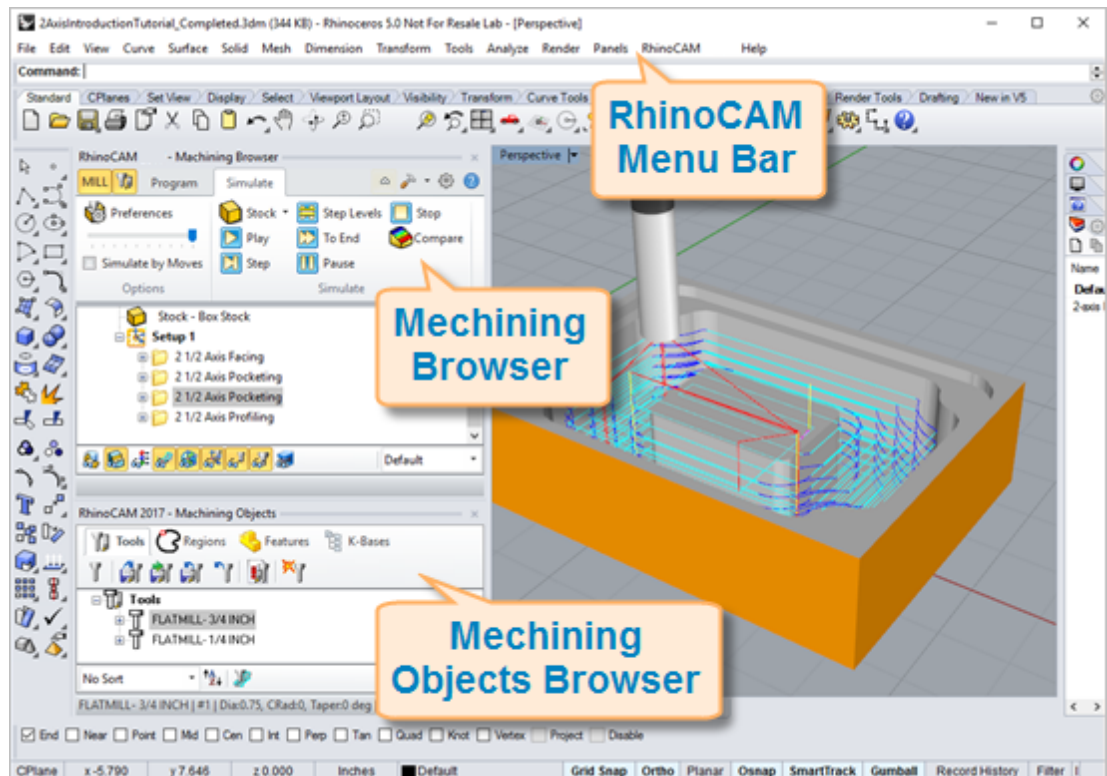 2AxisIntroductionTutorial_Completed.3dm (344 KB) - Rhinoceros 5.0 Not For Resale Lab - [Perspective]
File Edit View Curve Surface Solid Mesh Dimension Transform Tools Analyze Render Panels RhinoCAM Help
Command:
Standard CPlanes Set View Display Select Viewport Layout Visibility Transform Curve Tools Render Tools Drafting New in V5
RhinoCAM
Menu Bar
RhinoCAM - Machining Browser
Perspective
MILL Program Simulate
Preferences Stock Step Levels Stop
Play To End Compare
Simulate by Moves Step Pause
Options Simulate
Name
Defau
2-axis
Stock - Box Stock
Setup 1
2 1/2 Axis Facing
2 1/2 Axis Pocketing
2 1/2 Axis Pocketing
2 1/2 Axis Profiling
Mechining
Browser
Default
RhinoCAM 2017 - Machining Objects
Tools Regions Features K-Bases
Tools
FLATMILL- 3/4 INCH
FLATMILL- 1/4 INCH
Mechining
Objects Browser
No Sort
FLATMILL- 3/4 INCH | #1 | Dia:0.75, CRad:0, Taper:0 deg
End Near Point Mid Cen Int Perp Tan Quad Knot Vertex Project Disable
CPlane x -5.790 y 7.646 z 0.000 Inches Default Grid Snap Ortho Planar Osnap SmartTrack Gumball Record History Filter